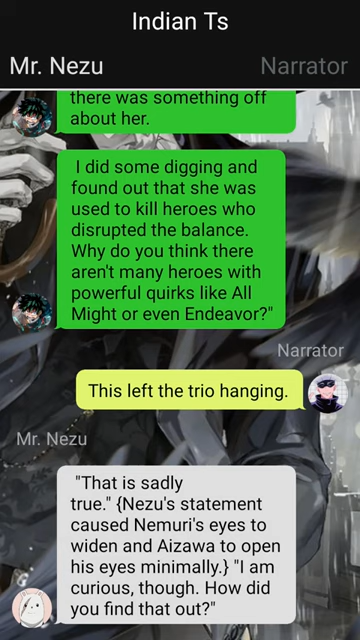 Indian Ts
Mr. Nezu
Narrator
there was something off
about her.
I did some digging and
found out that she was
used to kill heroes who
disrupted the balance.
Why do you think there
aren't many heroes with
powerful quirks like All
Might or even Endeavor?"
Narrator
This left the trio hanging.
Mr. Nezu
"That is sadly
true." {Nezu's statement
caused Nemuri's eyes to
widen and Aizawa to open
his eyes minimally.} "I am
curious, though. How did
you find that out?"